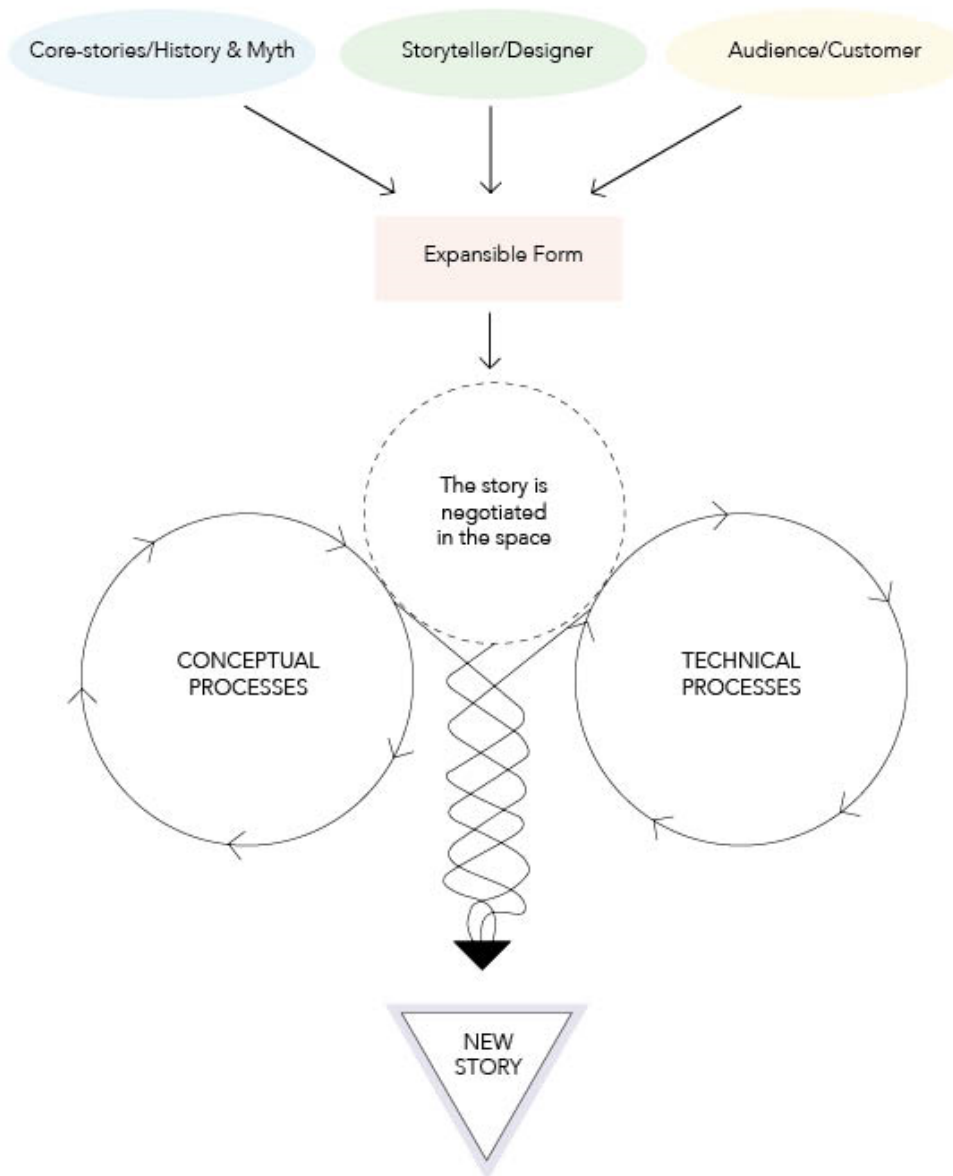 Core-stories/History & Myth
Storyteller/Designer
Audience/Customer
Expansible Form
The story is
negotiated
in the space
CONCEPTUAL
PROCESSES
TECHNICAL
PROCESSES
NEW
STORY